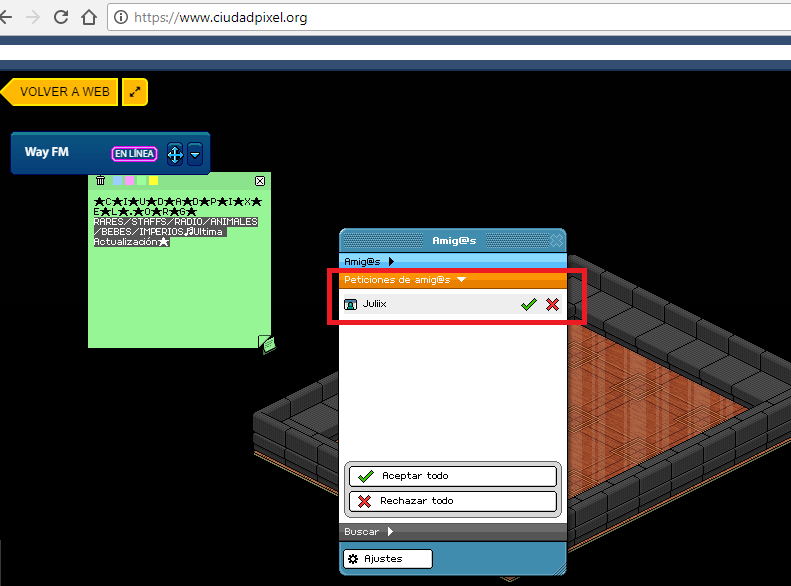 https://www.ciudadpixel.org
VOLVER A WEB
Way FM
EN LÍNEA
★C★I★U★D★A★D★P★I★X★
E★L★.★O★R★G★
RARES/STAFFS/RADIO/ANIMALES
/BEBES/IMPERIOS♫Ultima
Actualización★
Amig@s
Amig@s
Peticiones de amig@s
Juliix
Aceptar todo
Rechazar todo
Buscar
Ajustes